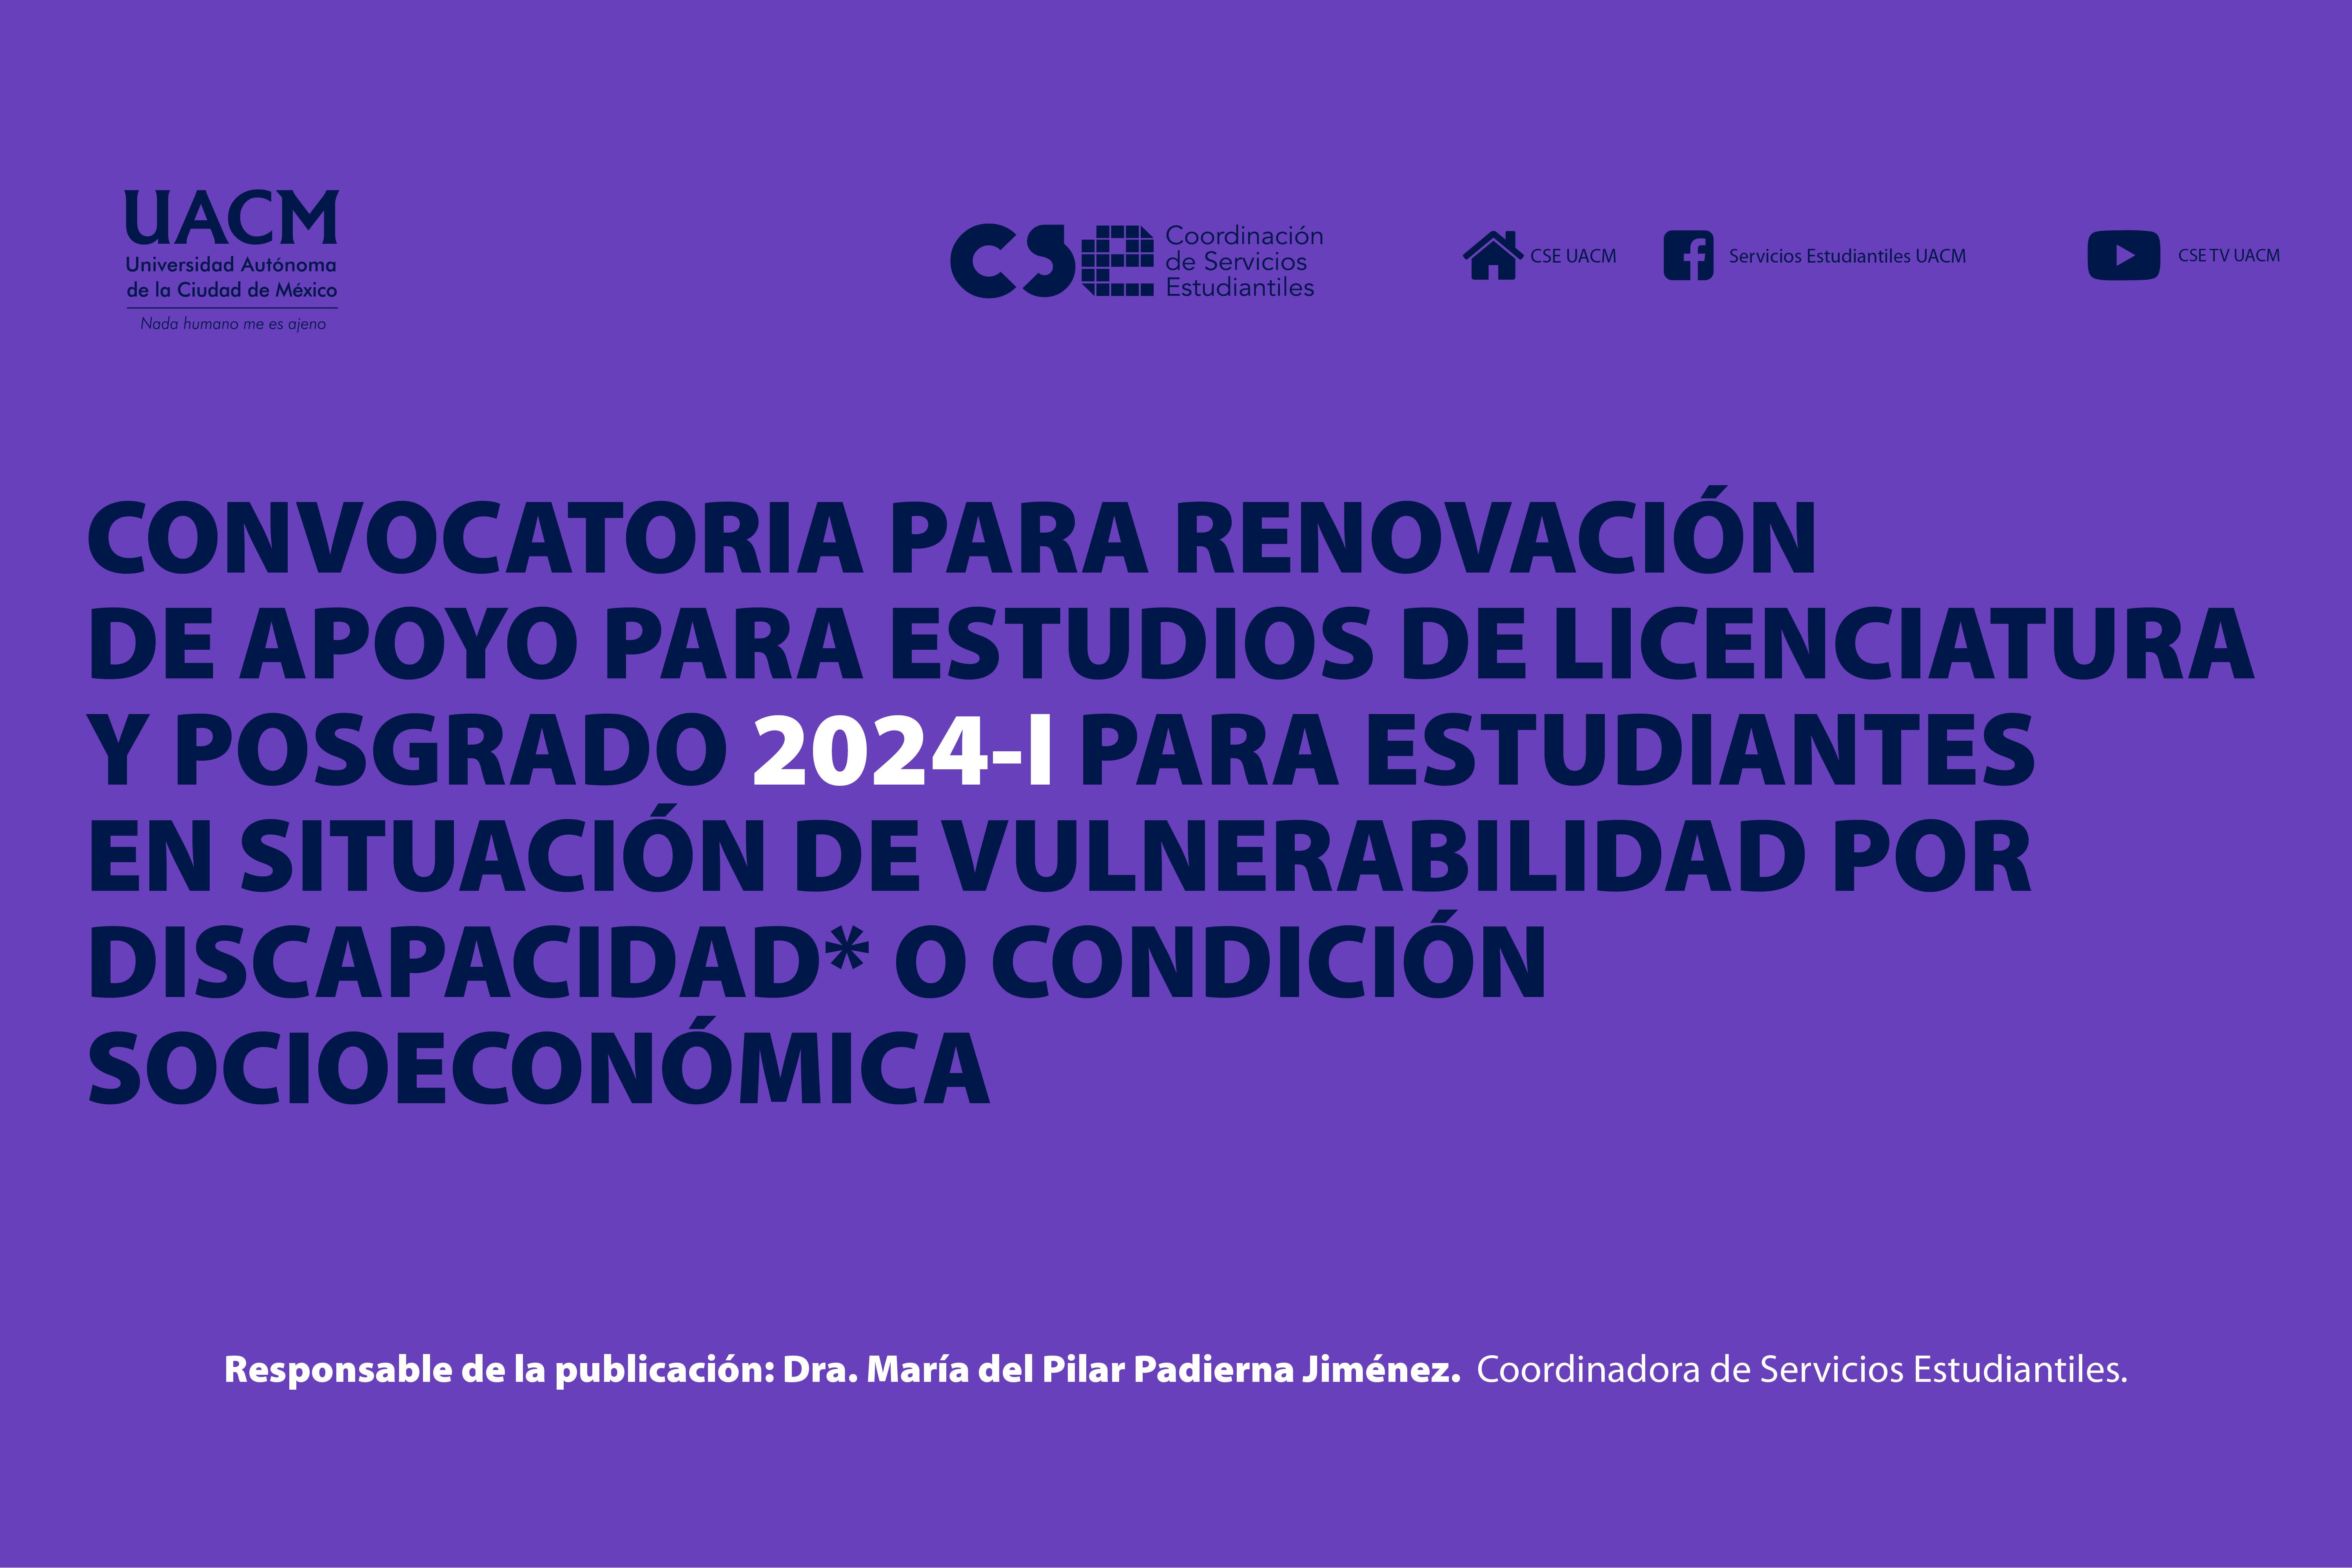 UACM
Universidad Autónoma
de la Ciudad de México
Nada humano me es ajeno
cse
Coordinación
de Servicios
Estudiantiles
CSE UACM
Servicios Estudiantiles UACM
CSE TV UACM
CONVOCATORIA PARA RENOVACIÓN
DE APOYO PARA ESTUDIOS DE LICENCIATURA
Y POSGRADO 2024-I PARA ESTUDIANTES
EN SITUACIÓN DE VULNERABILIDAD POR
DISCAPACIDAD* O CONDICIÓN
SOCIOECONÓMICA
Responsable de la publicación: Dra. María del Pilar Padierna Jiménez. Coordinadora de Servicios Estudiantiles.